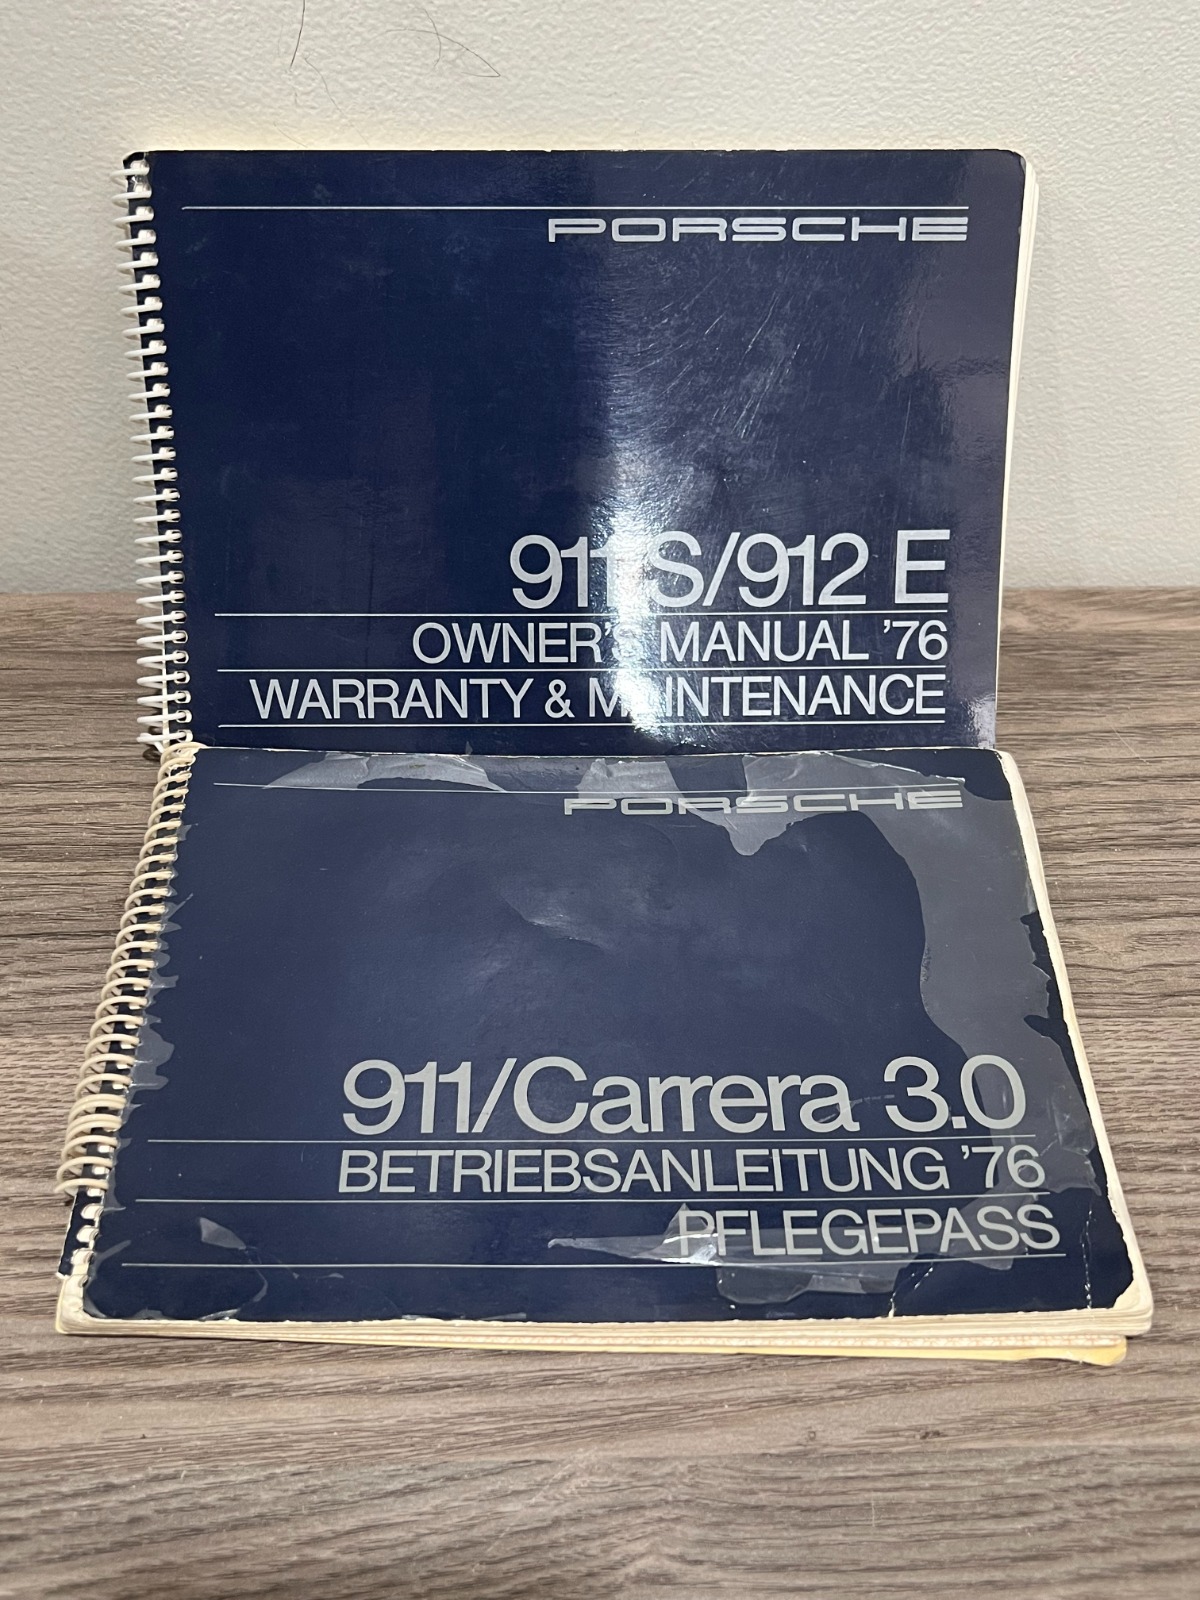 PORSCHE
911 S/912 E
OWNER'S MANUAL '76
WARRANTY & MAINTENANCE
PORSCHE
911/Carrera 3.0
BETRIEBSANLEITUNG '76
PFLEGEPASS